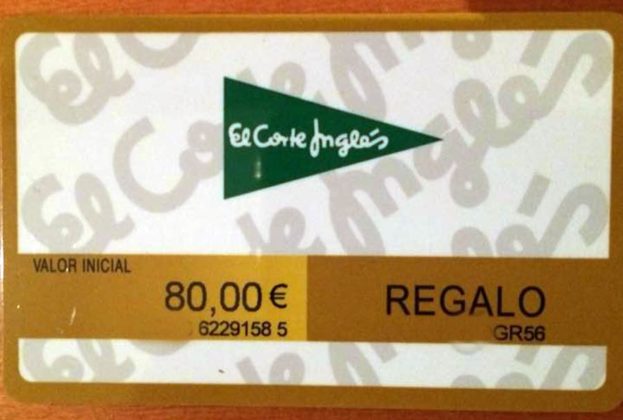 El Corte Inglés
VALOR INICIAL
80,00 €
6229158 5
REGALO
GR56